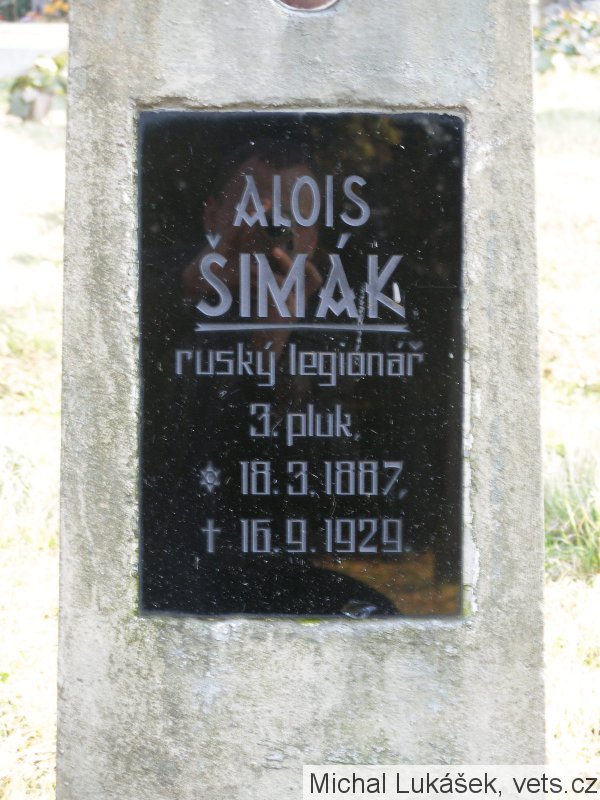 ALOIS
ŠIMÁK
ruský legionář
3. pluk,
* 18. 3. 1887,
† 16. 9. 1929.
Michal Lukášek, vets.cz